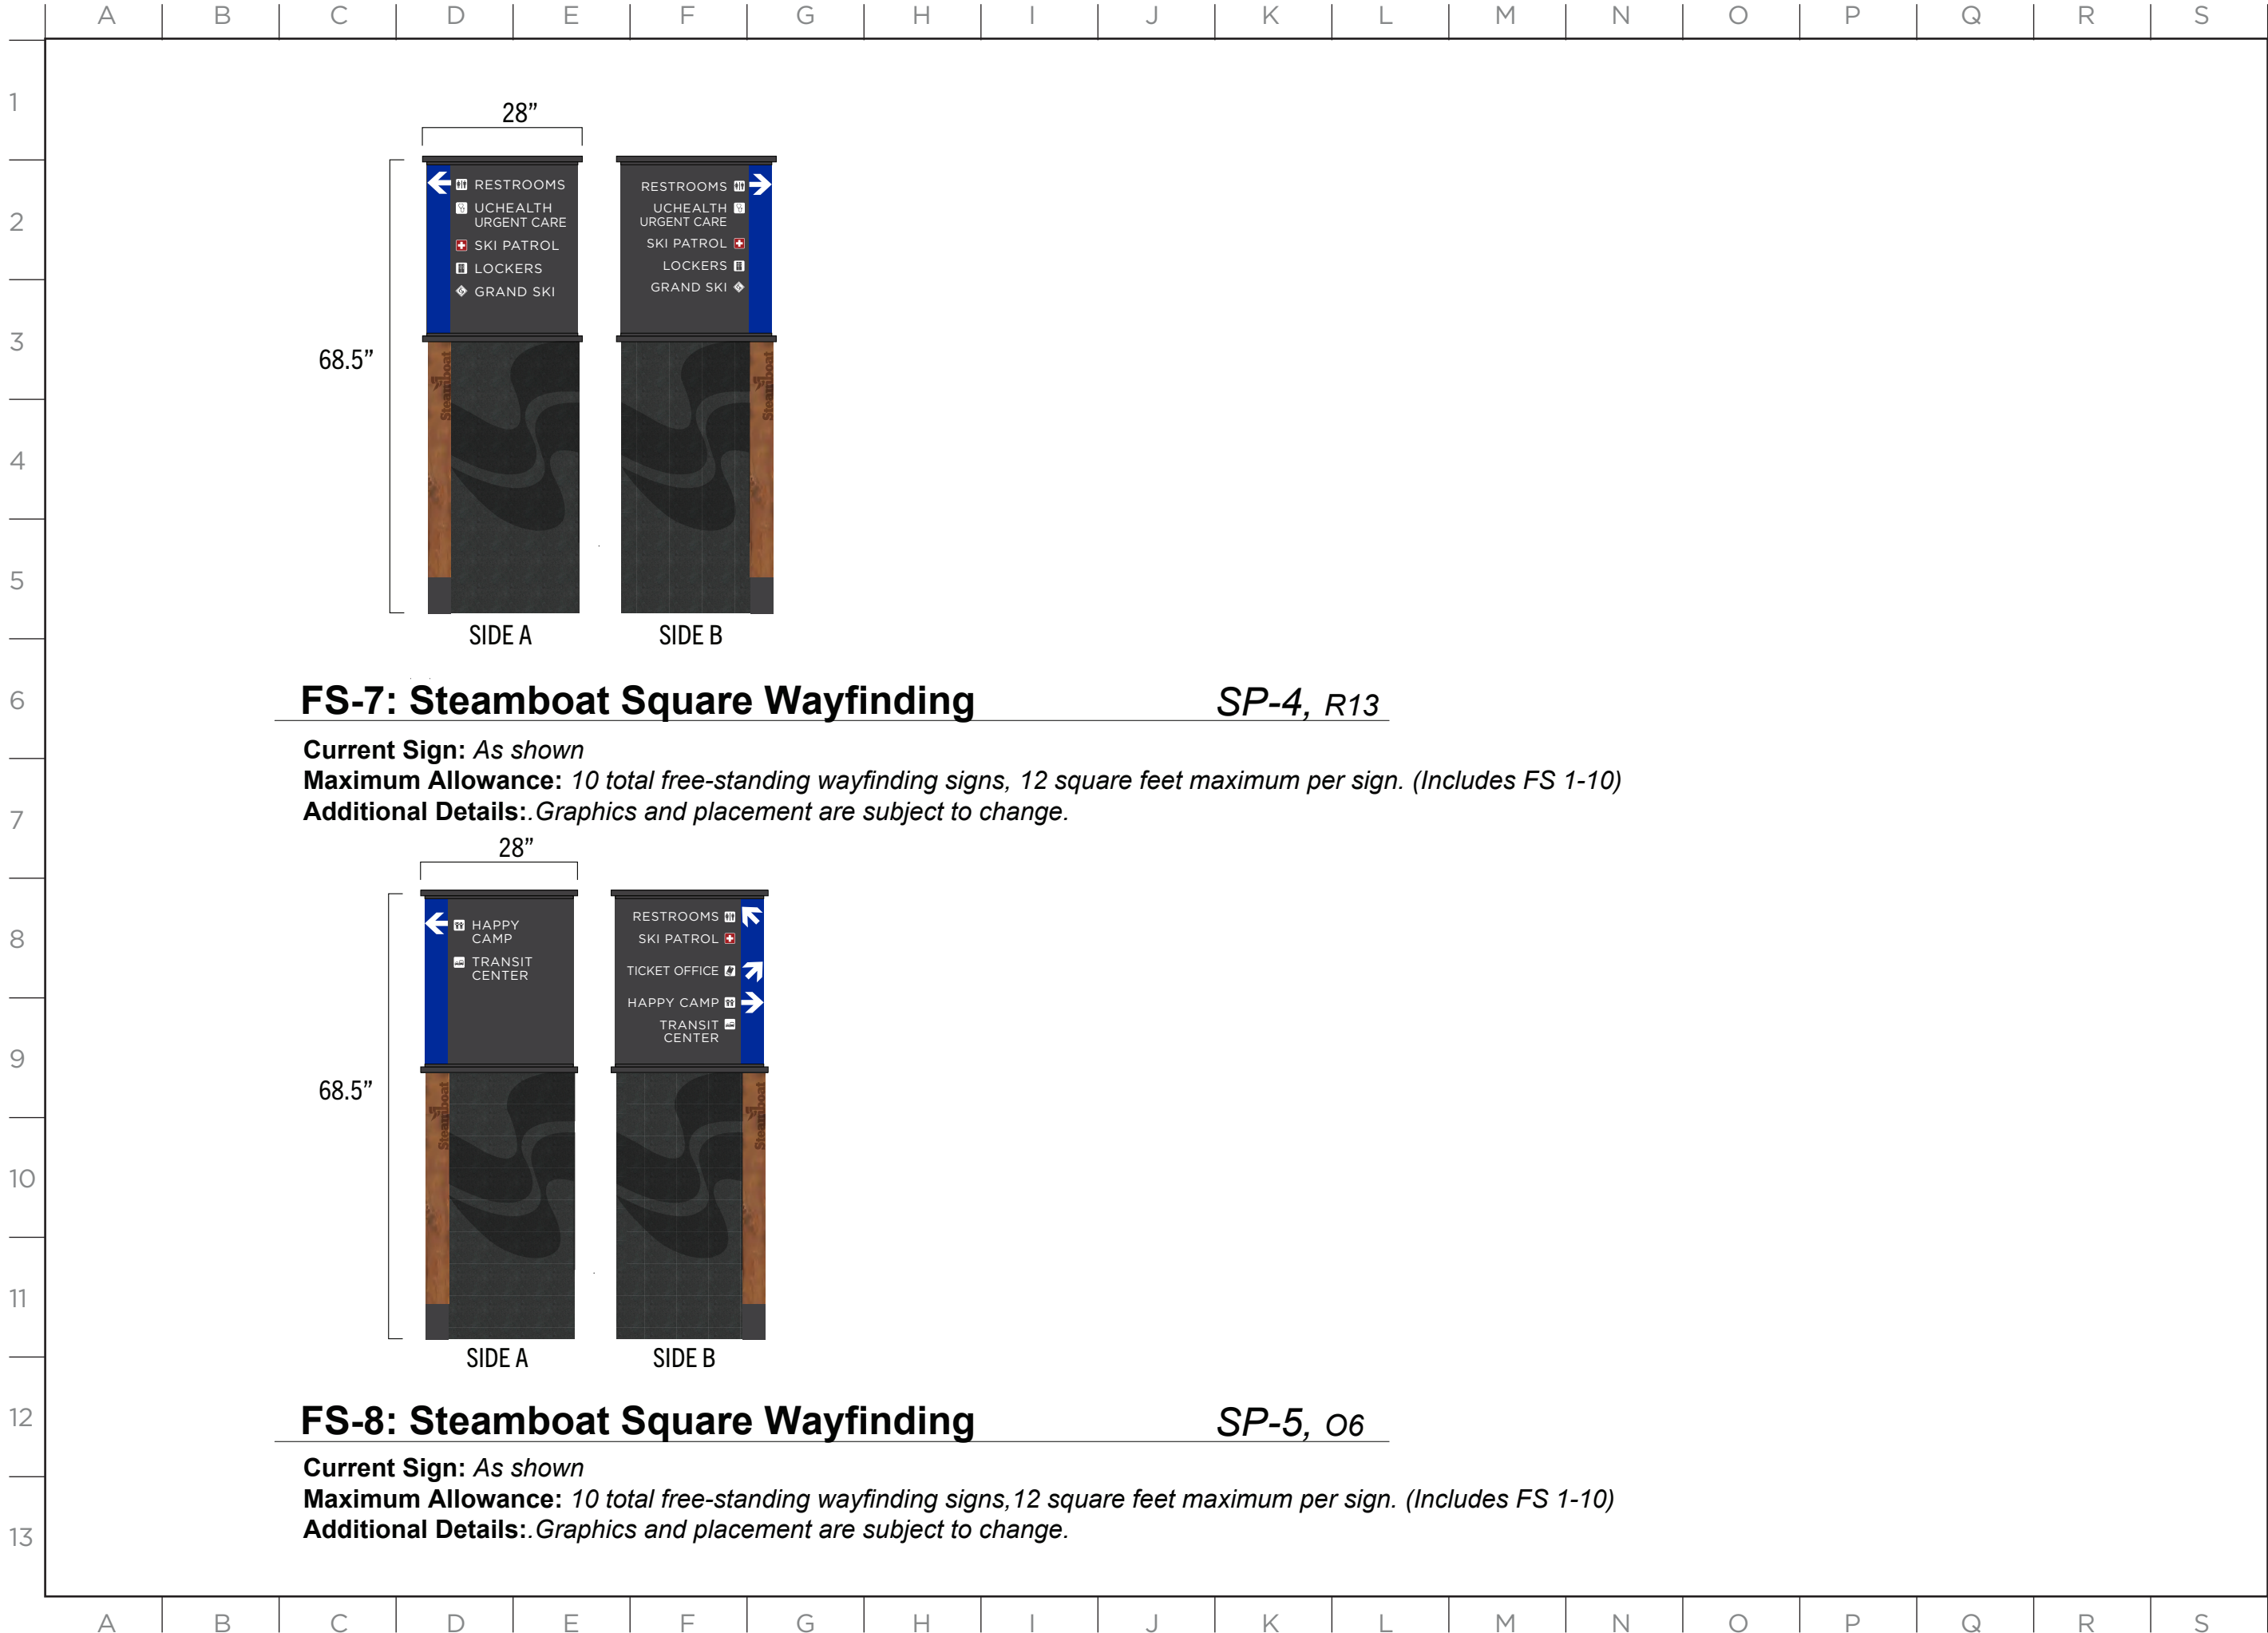 A B C D E F G H I J K L M N O P Q R S
1
2
3
4
5
6
7
8
9
10
11
12
13
28”
68.5”
RESTROOMS
UCHEALTH
URGENT CARE
SKI PATROL
LOCKERS
GRAND SKI
Steamboat
SIDE A
RESTROOMS
UCHEALTH
URGENT CARE
SKI PATROL
LOCKERS
GRAND SKI
Steamboat
SIDE B
FS-7: Steamboat Square Wayfinding SP-4, R13
Current Sign: As shown
Maximum Allowance: 10 total free-standing wayfinding signs, 12 square feet maximum per sign. (Includes FS 1-10)
Additional Details:.Graphics and placement are subject to change.
28”
68.5”
HAPPY
CAMP
TRANSIT
CENTER
Steamboat
SIDE A
RESTROOMS
SKI PATROL
TICKET OFFICE
HAPPY CAMP
TRANSIT
CENTER
Steamboat
SIDE B
FS-8: Steamboat Square Wayfinding SP-5, O6
Current Sign: As shown
Maximum Allowance: 10 total free-standing wayfinding signs,12 square feet maximum per sign. (Includes FS 1-10)
Additional Details:.Graphics and placement are subject to change.
A B C D E F G H I J K L M N O P Q R S